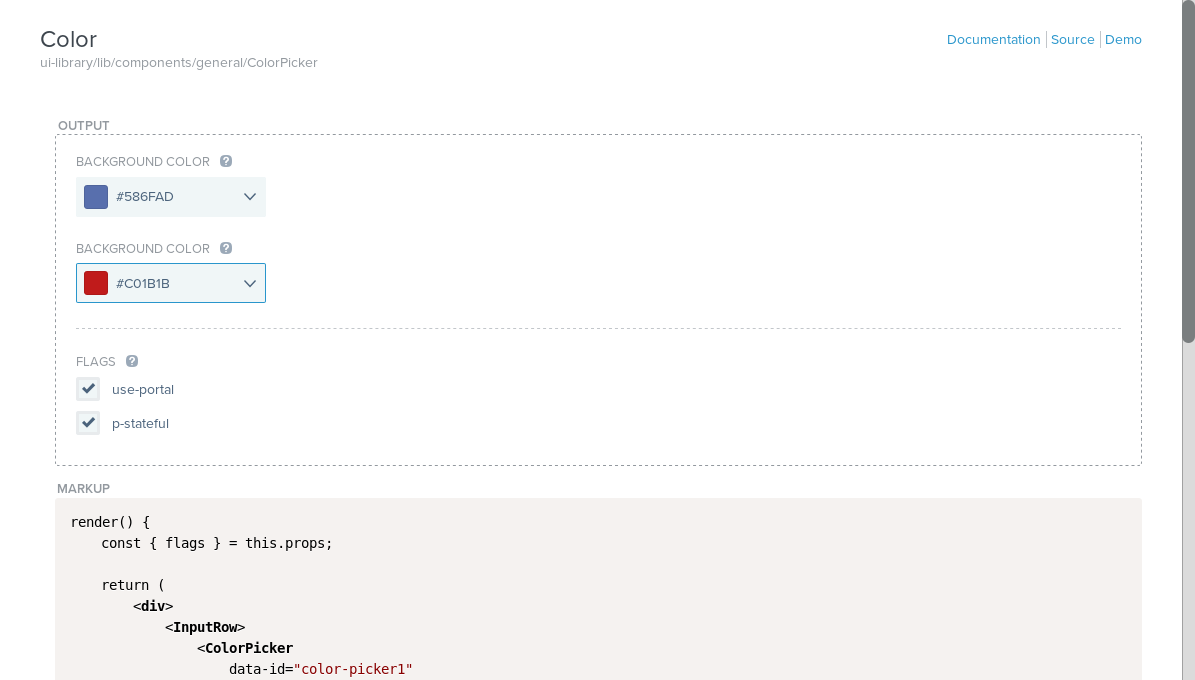 Color
Documentation Source Demo
ui-library/lib/components/general/ColorPicker
OUTPUT
BACKGROUND COLOR ?
#586FAD
BACKGROUND COLOR ?
#C01B1B
FLAGS ?
use-portal
p-stateful
MARKUP
render() {
const { flags } = this.props;
return (
<div>
<InputRow>
<ColorPicker
data-id="color-picker1"